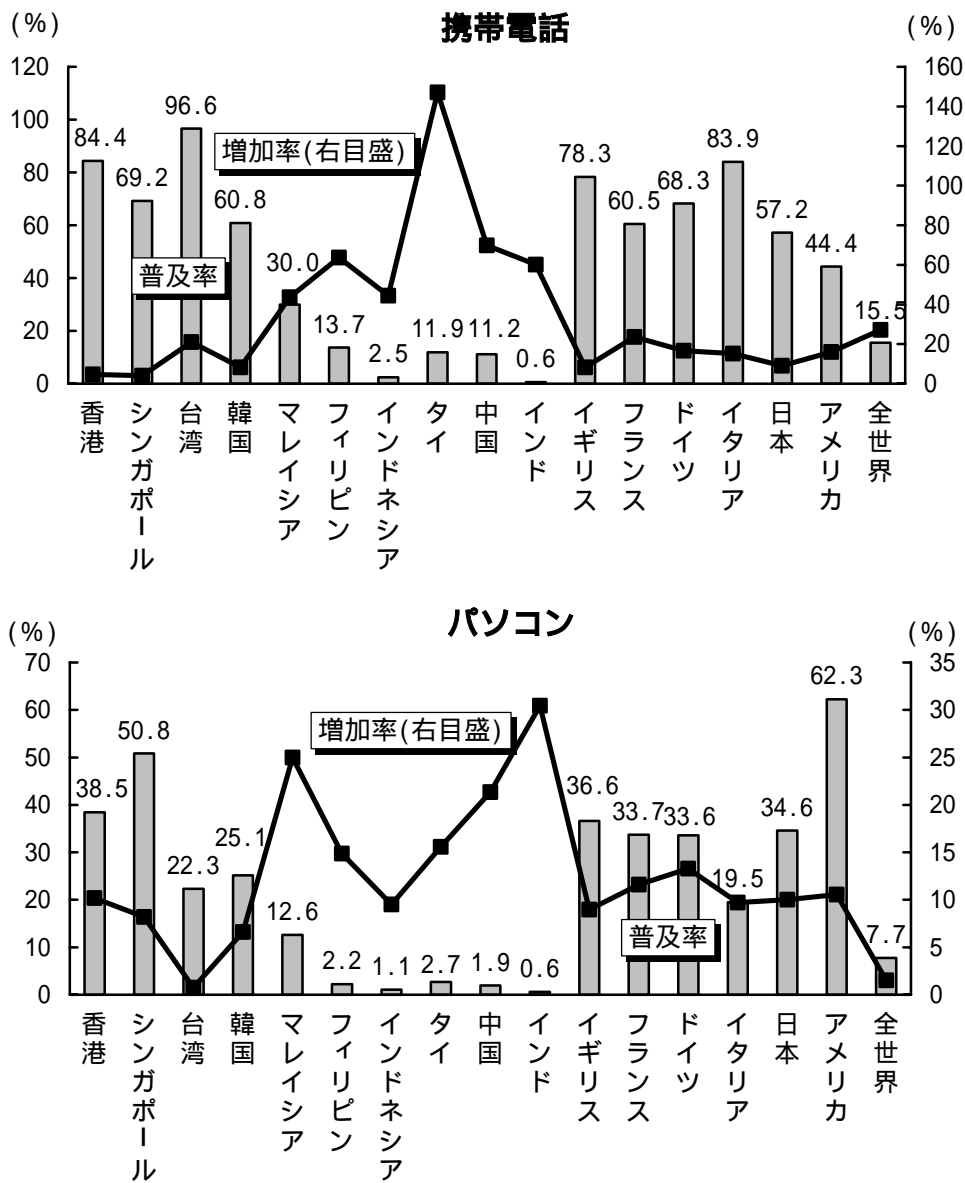 携帯電話
(%)
(%)
120
100
80
60
40
20
0
160
140
120
100
80
60
40
20
0
増加率(右目盛)
普及率
84.4
69.2
96.6
60.8
30.0
13.7
2.5
11.9
11.2
0.6
78.3
60.5
68.3
83.9
57.2
44.4
15.5
香港
シンガポール
台湾
韓国
マレイシア
フィリピン
インドネシア
タイ
中国
インド
イギリス
フランス
ドイツ
イタリア
日本
アメリカ
全世界
パソコン
(%)
(%)
70
60
50
40
30
20
10
0
35
30
25
20
15
10
5
0
増加率(右目盛)
普及率
38.5
50.8
22.3
25.1
12.6
2.2
1.1
2.7
1.9
0.6
36.6
33.7
33.6
19.5
34.6
62.3
7.7
香港
シンガポール
台湾
韓国
マレイシア
フィリピン
インドネシア
タイ
中国
インド
イギリス
フランス
ドイツ
イタリア
日本
アメリカ
全世界